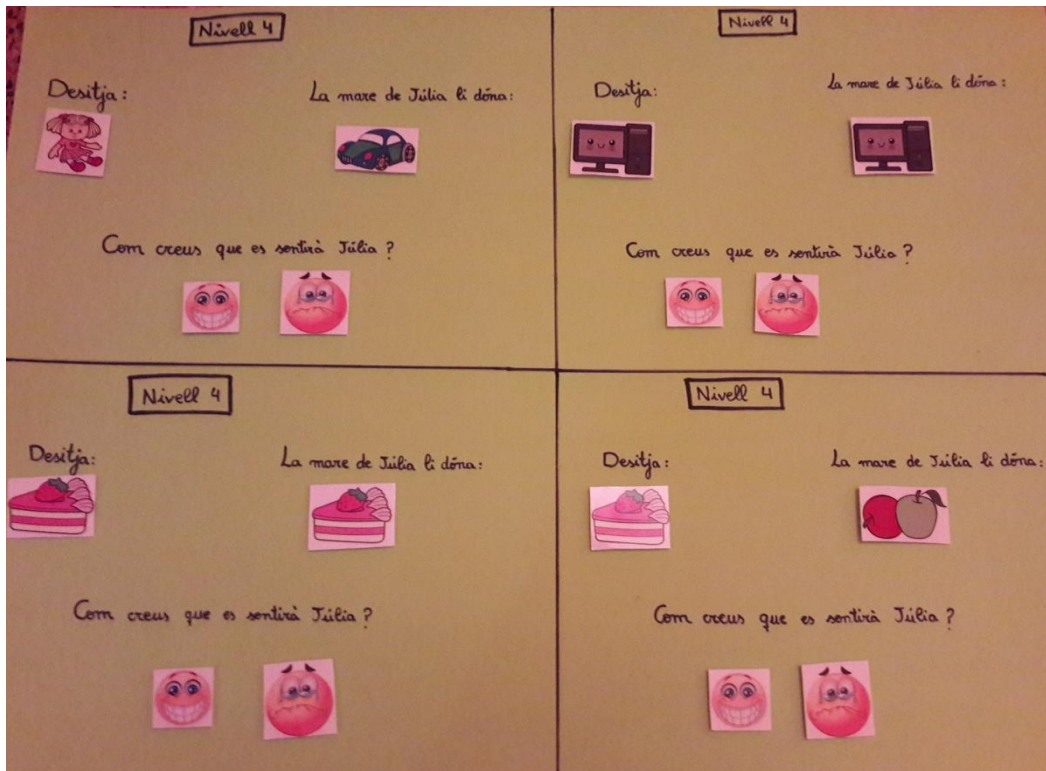 Nivell 4
Desitja:
La mare de Júlia li dóna:
Com creus que es sentirà Júlia?
Nivell 4
Desitja:
La mare de Júlia li dóna:
Com creus que es sentirà Júlia?
Nivell 4
Desitja:
La mare de Júlia li dóna:
Com creus que es sentirà Júlia?
Nivell 4
Desitja:
La mare de Júlia li dóna:
Com creus que es sentirà Júlia?